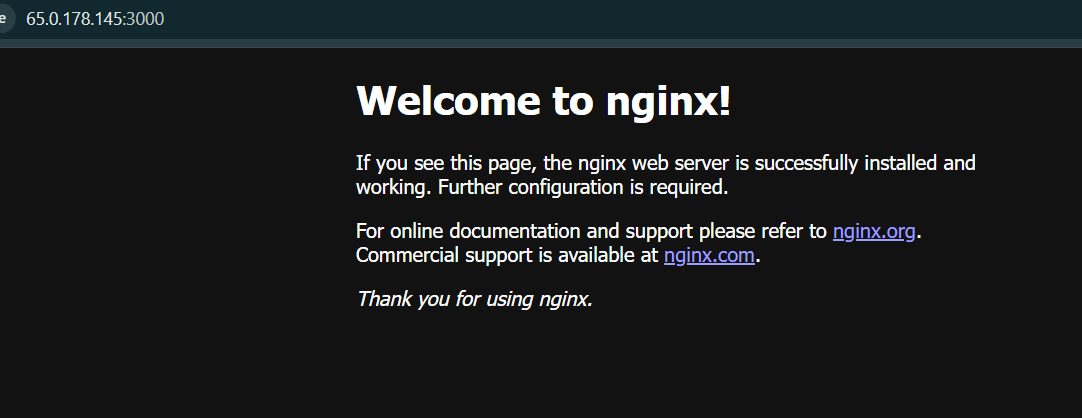 e 65.0.178.145:3000
Welcome to nginx!
If you see this page, the nginx web server is successfully installed and
working. Further configuration is required.
For online documentation and support please refer to nginx.org.
Commercial support is available at nginx.com.
Thank you for using nginx.